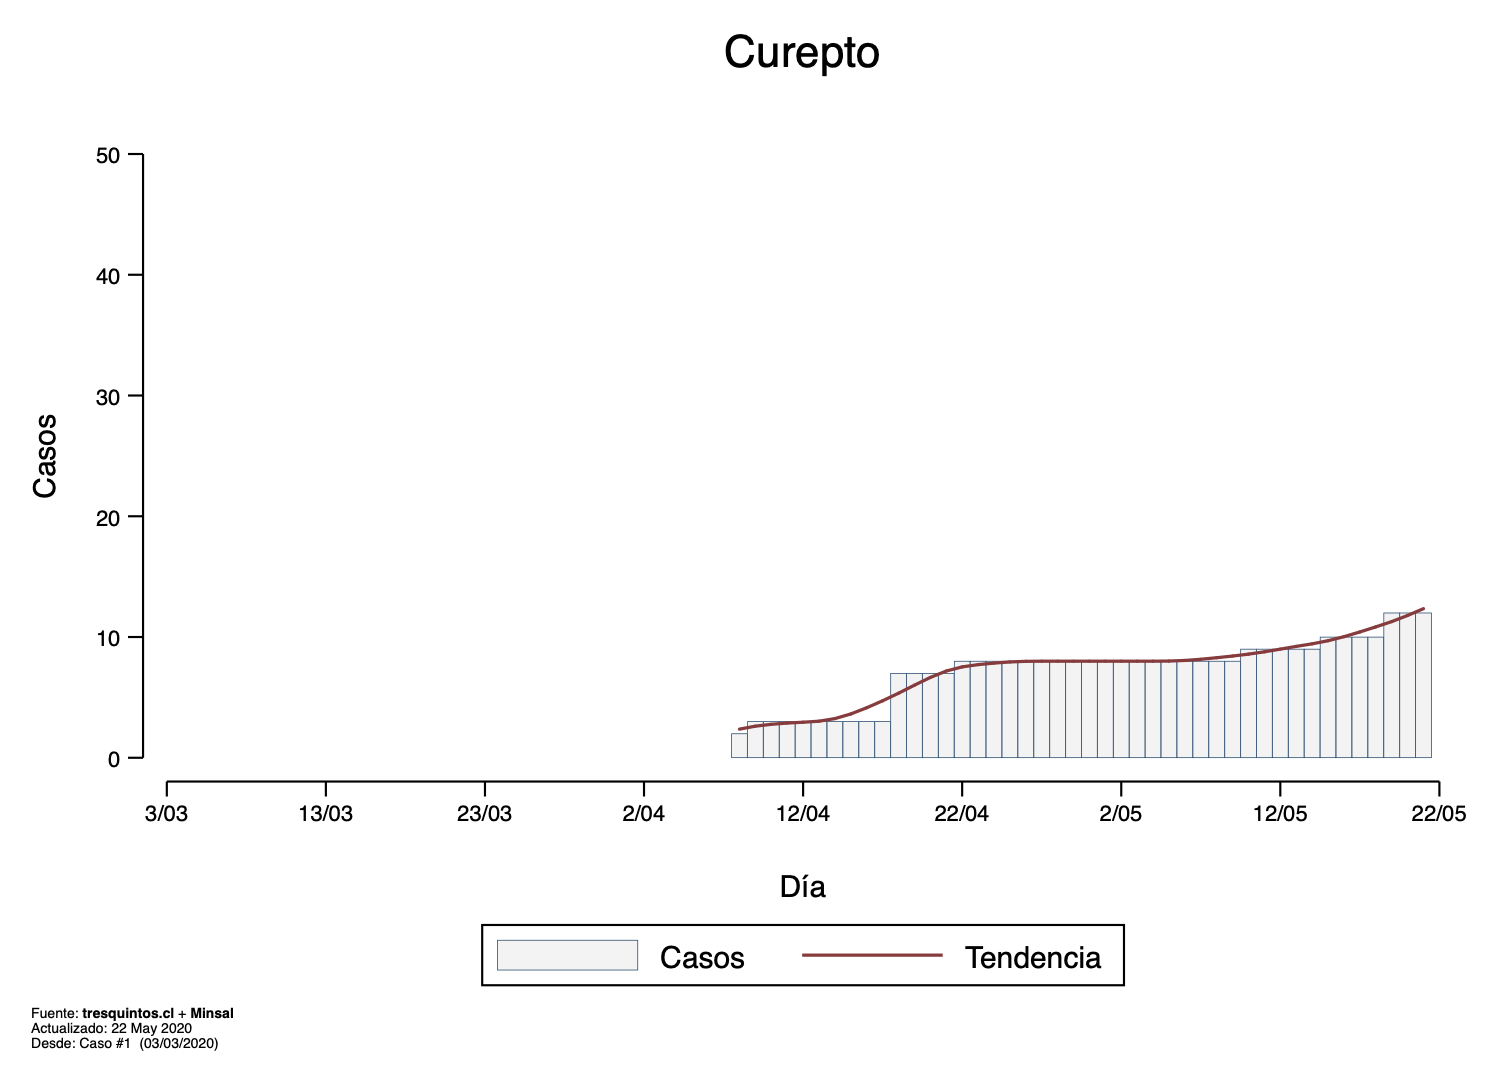 Curepto
50
40
30
20
10
0
Casos
3/03 13/03 23/03 2/04 12/04 22/04 2/05 12/05 22/05
Día
Casos Tendencia
Fuente: tresquintos.cl + Minsal
Actualizado: 22 May 2020
Desde: Caso #1 (03/03/2020)